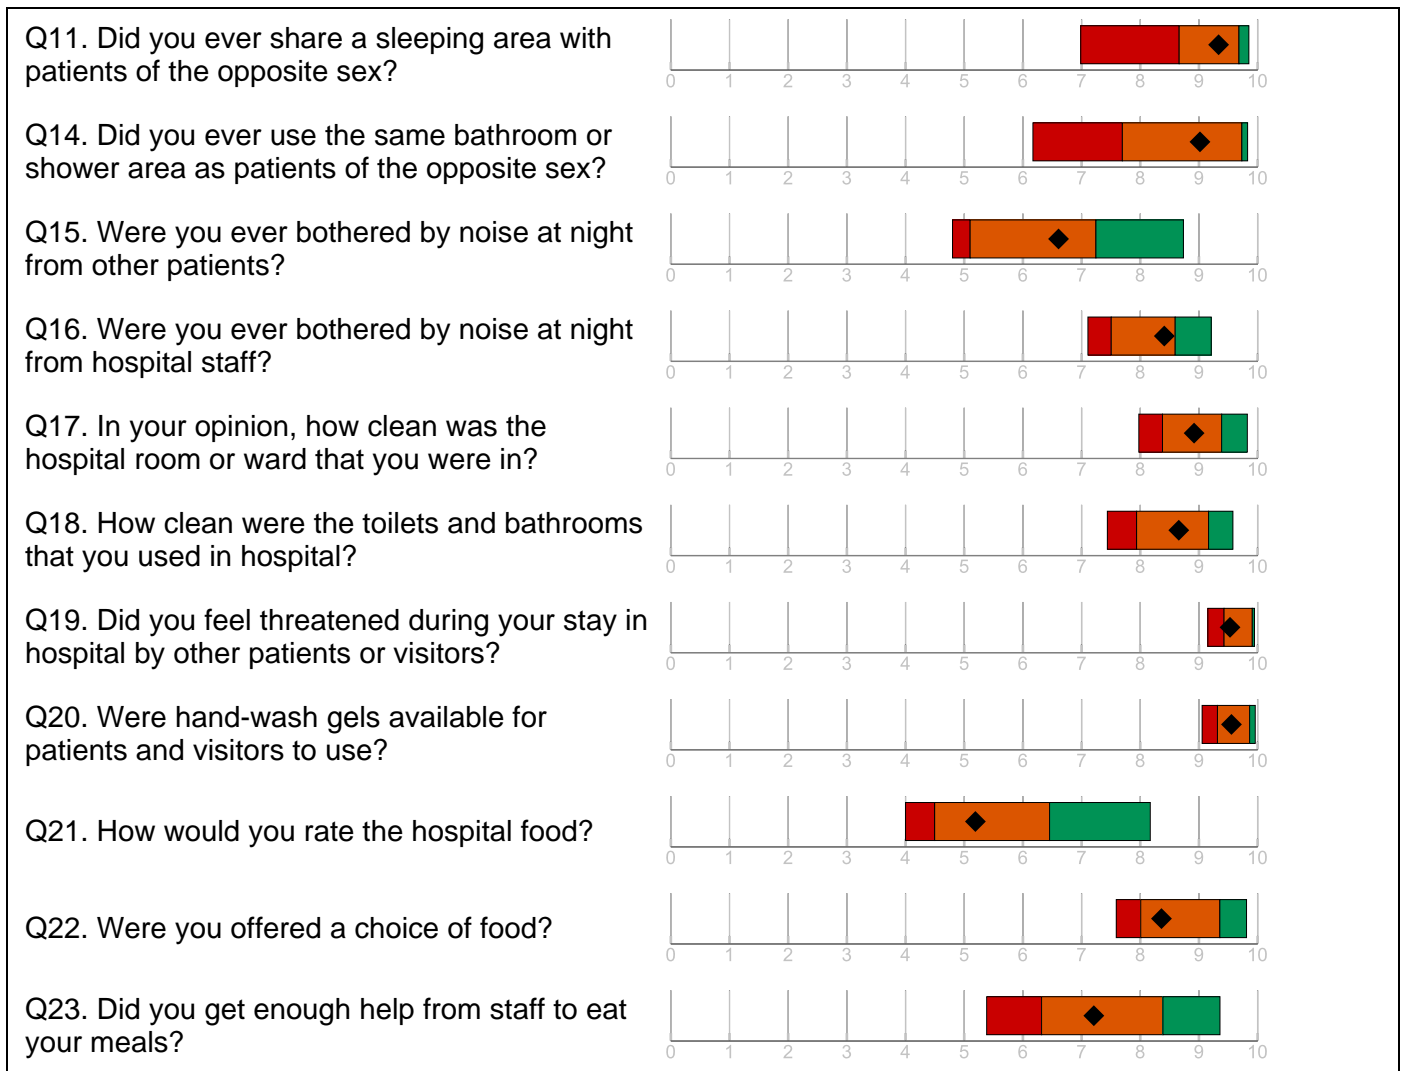 Q11. Did you ever share a sleeping area with
patients of the opposite sex?
0 1 2 3 4 5 6 7 8 9 10
Q14. Did you ever use the same bathroom or
shower area as patients of the opposite sex?
0 1 2 3 4 5 6 7 8 9 10
Q15. Were you ever bothered by noise at night
from other patients?
0 1 2 3 4 5 6 7 8 9 10
Q16. Were you ever bothered by noise at night
from hospital staff?
0 1 2 3 4 5 6 7 8 9 10
Q17. In your opinion, how clean was the
hospital room or ward that you were in?
0 1 2 3 4 5 6 7 8 9 10
Q18. How clean were the toilets and bathrooms
that you used in hospital?
0 1 2 3 4 5 6 7 8 9 10
Q19. Did you feel threatened during your stay in
hospital by other patients or visitors?
0 1 2 3 4 5 6 7 8 9 10
Q20. Were hand-wash gels available for
patients and visitors to use?
0 1 2 3 4 5 6 7 8 9 10
Q21. How would you rate the hospital food?
0 1 2 3 4 5 6 7 8 9 10
Q22. Were you offered a choice of food?
0 1 2 3 4 5 6 7 8 9 10
Q23. Did you get enough help from staff to eat
your meals?
0 1 2 3 4 5 6 7 8 9 10